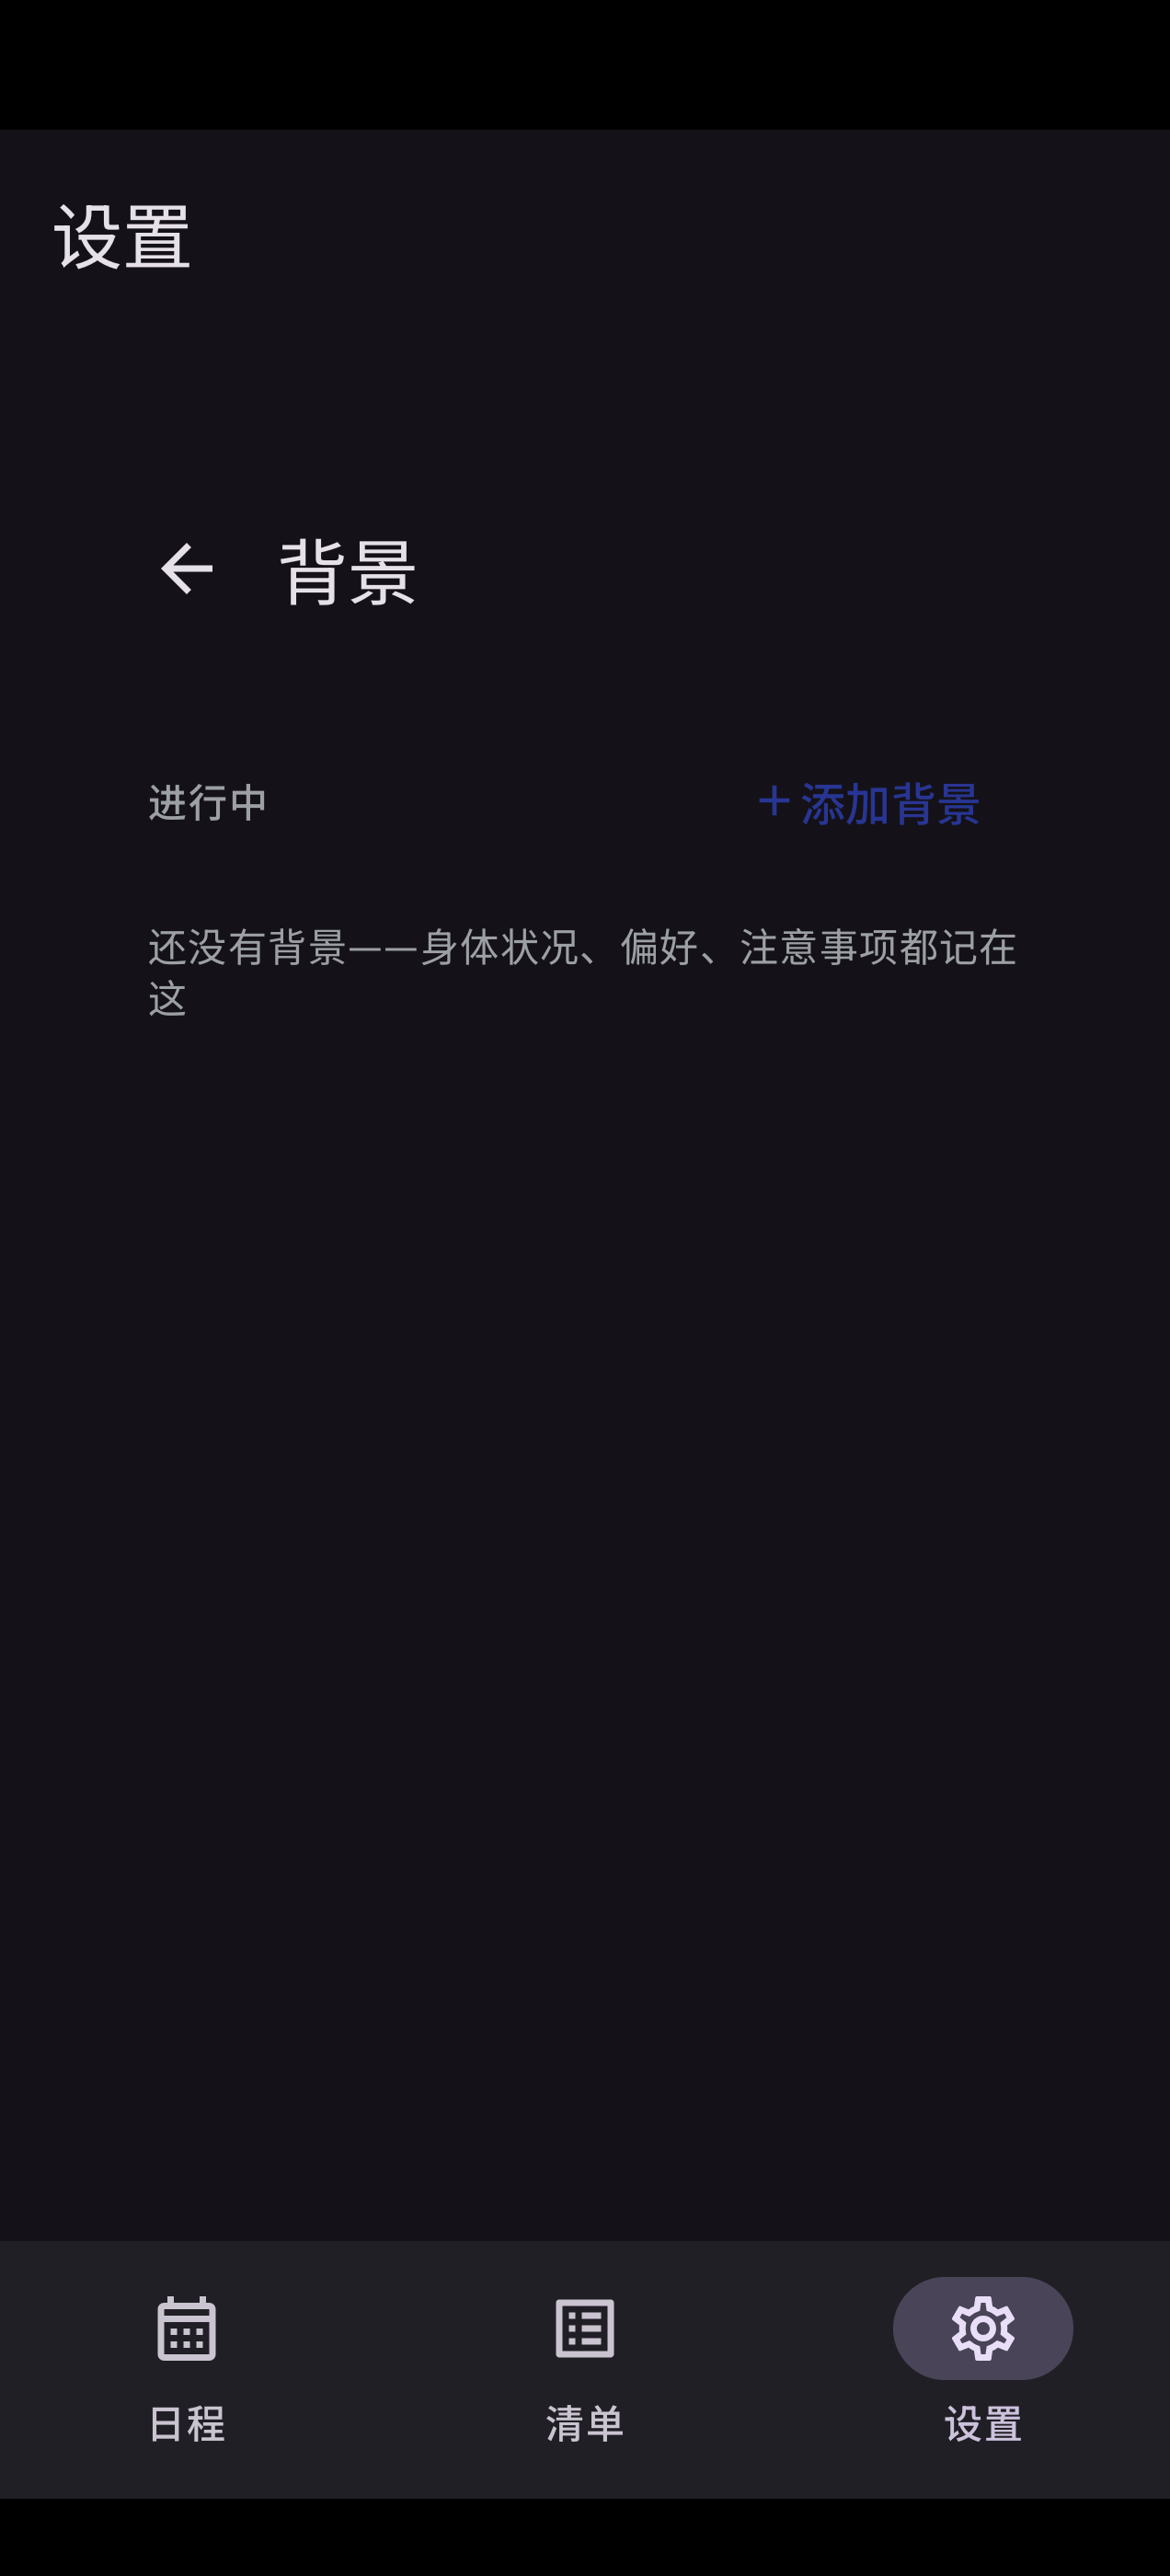 设置
背景
进行中
+ 添加背景
还没有背景——身体状况、偏好、注意事项都记在
这
日程
清单
设置